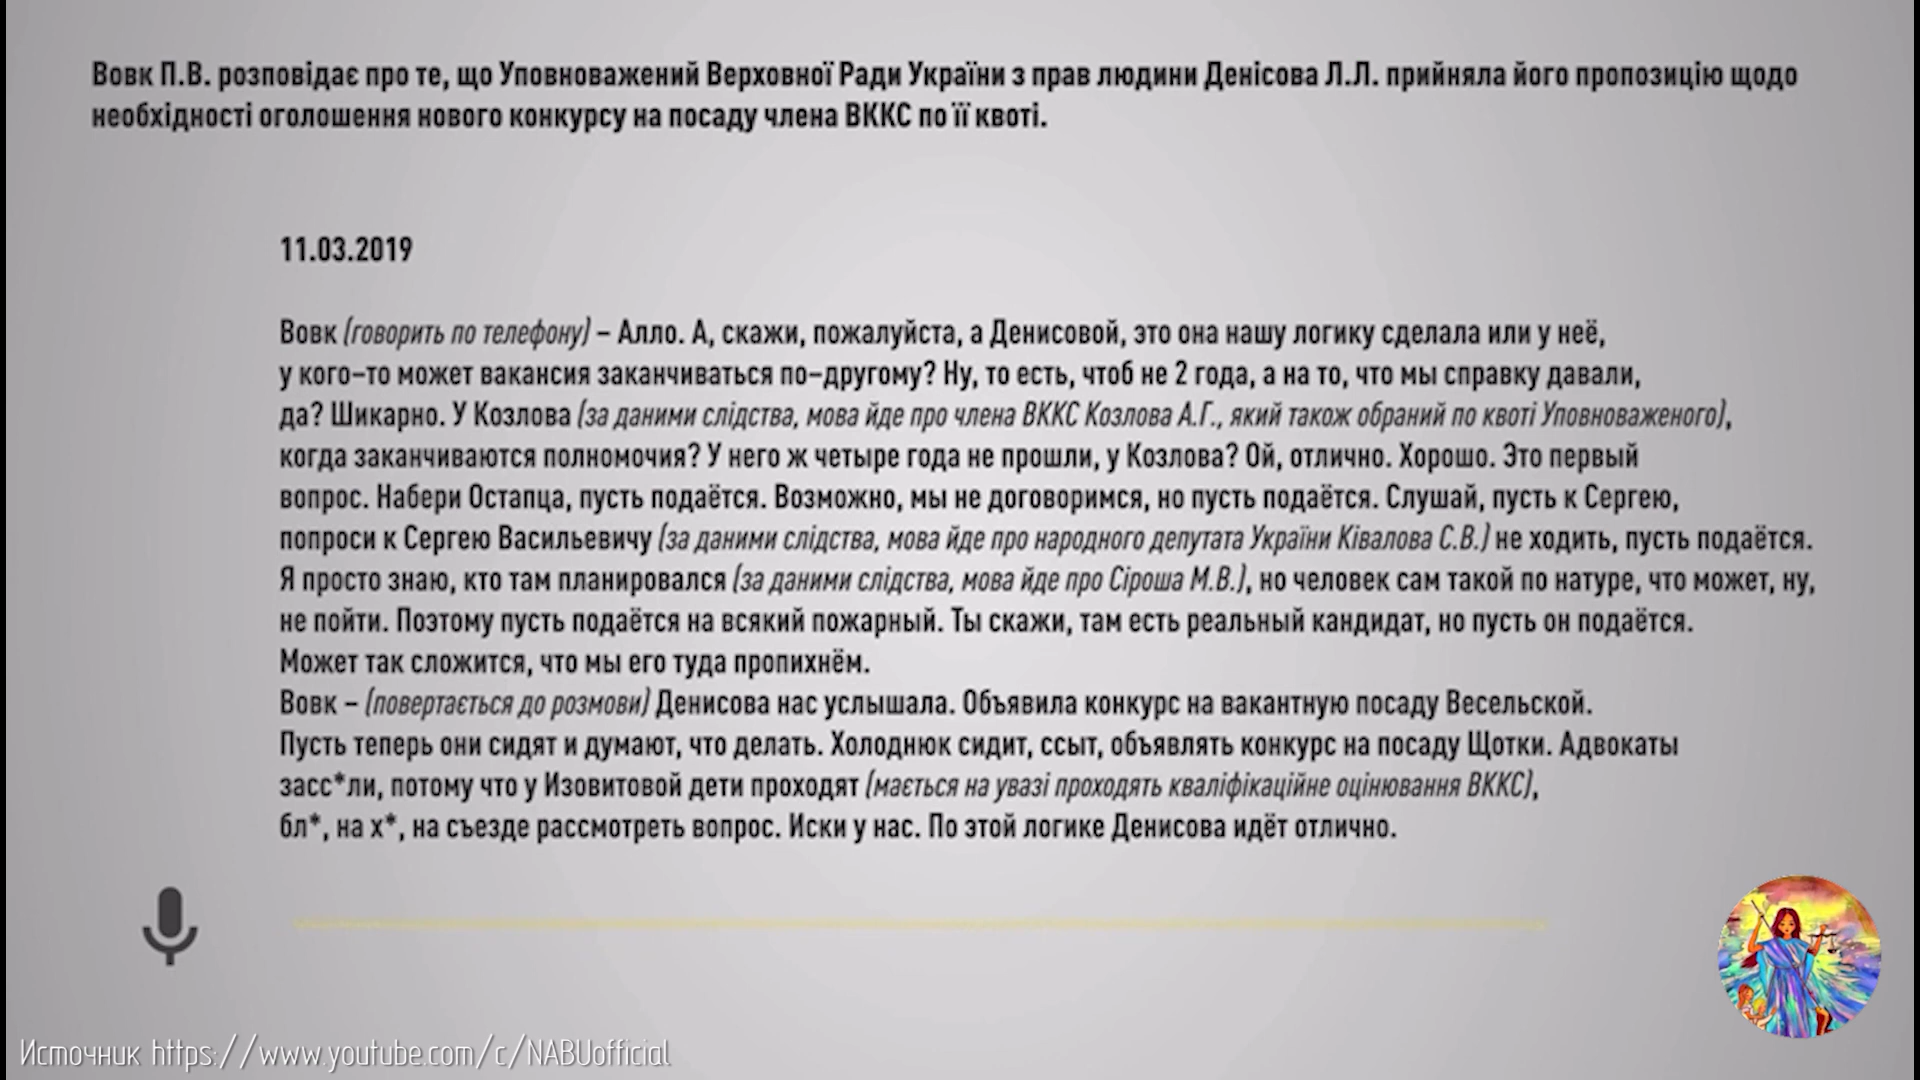 Вовк П.В. розповідає про те, що Уповноважений Верховної Ради України з прав людини Денісова Л.Л. прийняла його пропозицію щодо
необхідності оголошення нового конкурсу на посаду члена ВККС по її квоті.
11.03.2019
Вовк (говорить по телефону) – Алло. А, скажи, пожалуйста, а Денисовой, это она нашу логику сделала или у неё,
у кого–то может вакансия заканчиваться по–другому? Ну, то есть, чтоб не 2 года, а на то, что мы справку давали,
да? Шикарно. У Козлова (за даними слідства, мова йде про члена ВККС Козлова А.Г., який також обраний по квоті Уповноваженого),
когда заканчиваются полномочия? У него ж четыре года не прошли, у Козлова? Ой, отлично. Хорошо. Это первый
вопрос. Набери Остапца, пусть подаётся. Возможно, мы не договоримся, но пусть подаётся. Слушай, пусть к Сергею,
попроси к Сергею Васильевичу (за даними слідства, мова йде про народного депутата України Ківалова С.В.) не ходить, пусть подаётся.
Я просто знаю, кто там планировался (за даними слідства, мова йде про Сіроша М.В.), но человек сам такой по натуре, что может, ну,
не пойти. Поэтому пусть подаётся на всякий пожарный. Ты скажи, там есть реальный кандидат, но пусть он подаётся.
Может так сложится, что мы его туда пропихнём.
Вовк – (повертається до розмови) Денисова нас услышала. Объявила конкурс на вакантную посаду Весельской.
Пусть теперь они сидят и думают, что делать. Холоднюк сидит, ссыт, объявлять конкурс на посаду Щотки. Адвокаты
засс*ли, потому что у Изовитовой дети проходят (мається на увазі проходять кваліфікаційне оцінювання ВККС),
бл*, на х*, на съезде рассмотреть вопрос. Иски у нас. По этой логике Денисова идёт отлично.
Источник https://www.youtube.com/c/NABUofficial